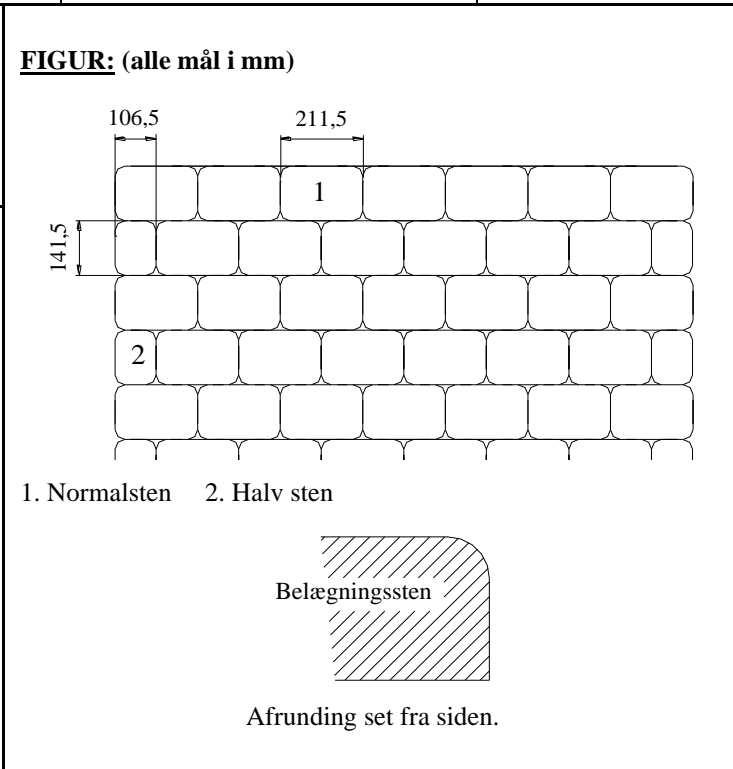 FIGUR: (alle mål i mm)
106,5 211,5
1
141,5
2
1. Normalsten 2. Halv sten
Belægningssten
Afrunding set fra siden.